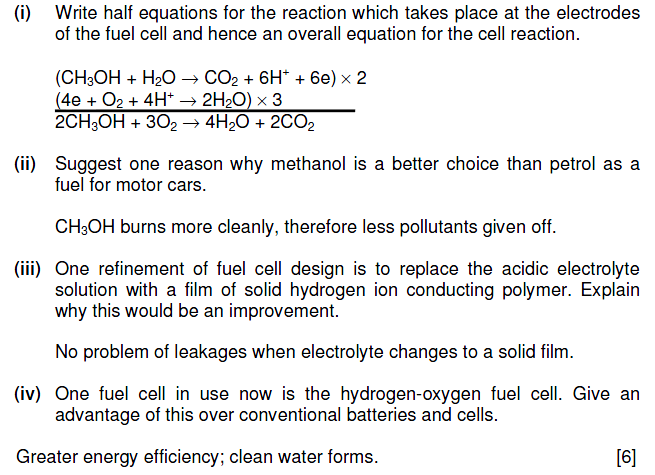 (i) Write half equations for the reaction which takes place at the electrodes
of the fuel cell and hence an overall equation for the cell reaction.
(CH₃OH + H₂O → CO₂ + 6H⁺ + 6e) × 2
(4e + O₂ + 4H⁺ → 2H₂O) × 3
2CH₃OH + 3O₂ → 4H₂O + 2CO₂
(ii) Suggest one reason why methanol is a better choice than petrol as a
fuel for motor cars.
CH₃OH burns more cleanly, therefore less pollutants given off.
(iii) One refinement of fuel cell design is to replace the acidic electrolyte
solution with a film of solid hydrogen ion conducting polymer. Explain
why this would be an improvement.
No problem of leakages when electrolyte changes to a solid film.
(iv) One fuel cell in use now is the hydrogen-oxygen fuel cell. Give an
advantage of this over conventional batteries and cells.
Greater energy efficiency; clean water forms. [6]